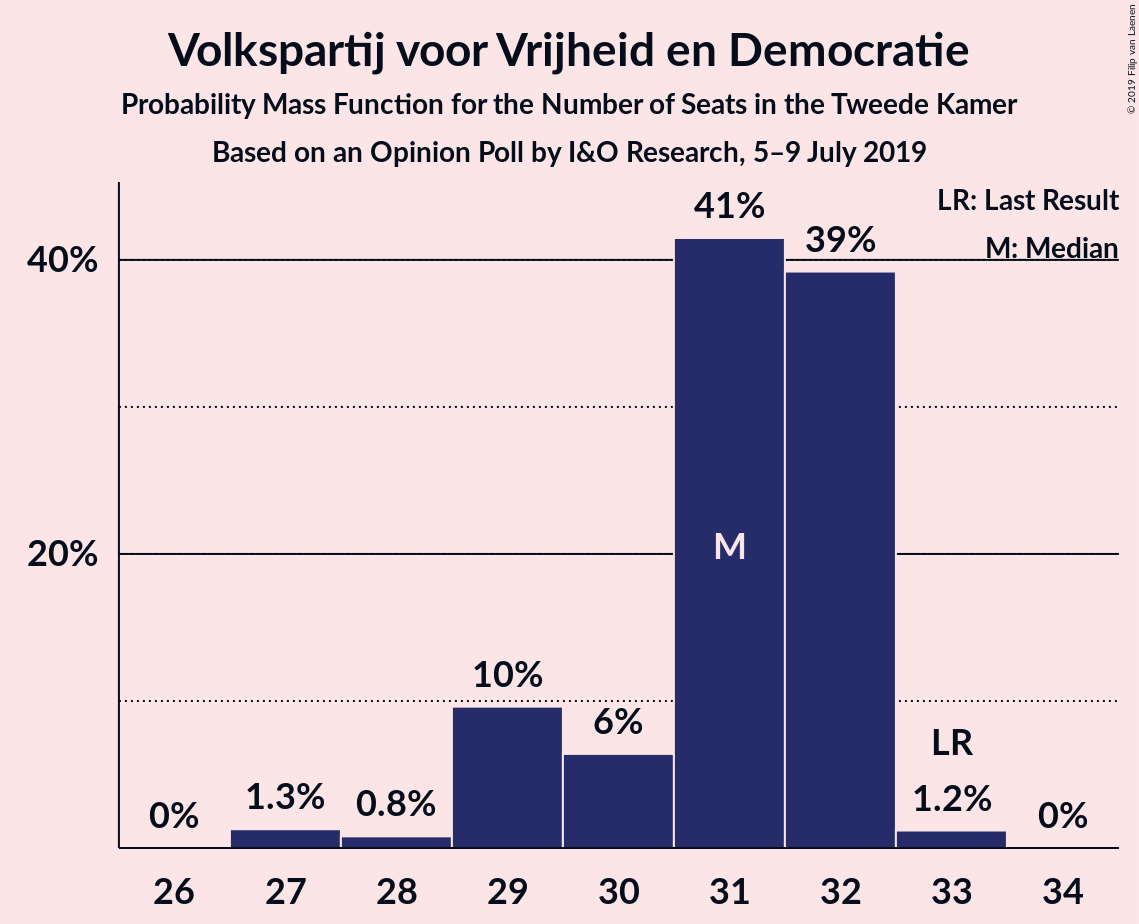 Volkspartij voor Vrijheid en Democratie
Probability Mass Function for the Number of Seats in the Tweede Kamer
Based on an Opinion Poll by I&O Research, 5–9 July 2019
© 2019 Filip van Laenen
LR: Last Result
M: Median
40%
20%
0%
1.3%
0.8%
10%
6%
41%
M
39%
LR
1.2%
0%
26 27 28 29 30 31 32 33 34